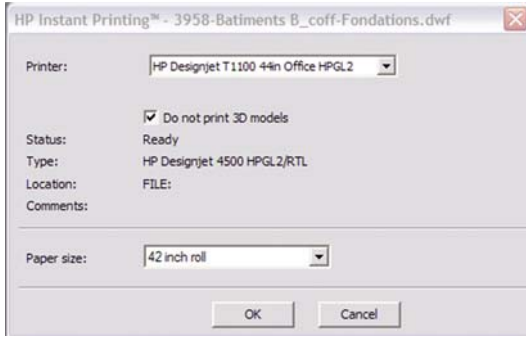 HP Instant Printing™ - 3958-Batiments B_coff-Fondations.dwf
Printer: HP Designjet T1100 44in Office HPGL2
Do not print 3D models
Status: Ready
Type: HP Designjet 4500 HPGL2/RTL
Location: FILE:
Comments:
Paper size: 42 inch roll
OK Cancel